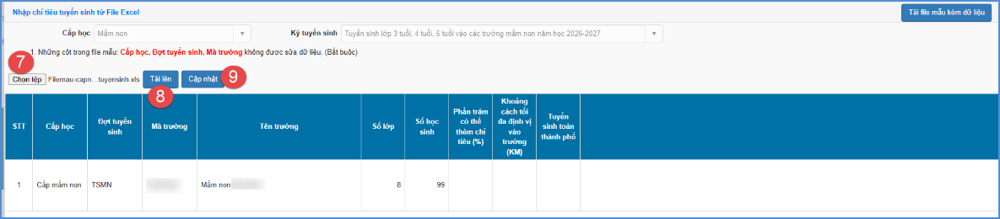 Nhập chỉ tiêu tuyển sinh từ File Excel
Tải file mẫu kèm dữ liệu
Cấp học
Mầm non
Kỳ tuyển sinh
Tuyển sinh lớp 3 tuổi, 4 tuổi, 5 tuổi vào các trường mầm non năm học 2026-2027
1. Những cột trong file mẫu: Cấp học, Đợt tuyển sinh, Mã trường không được sửa dữ liệu. (Bắt buộc)
7
Chọn tệp
Filemau-capn...tuyensinh.xls
Tải lên
Cập nhật
9
8
STT
Cấp học
Đợt tuyển
sinh
Mã trường
Tên trường
Số lớp
Số học
sinh
Phần trăm
có thể
thêm chỉ
tiêu (%)
Khoảng
cách tối
đa định vị
vào
trường
(KM)
Tuyển
sinh toàn
thành phố
1
Cấp mầm non
TSMN
Mầm non
8
99